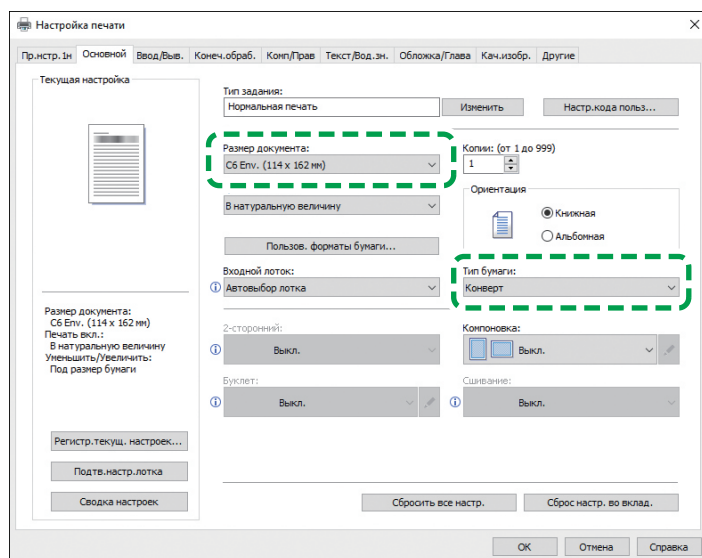 Настройка печати
Пр.нстр. 1н Основной Ввод/Выв. Конеч.обраб. Комп/Прав Текст/Вод.зн. Обложка/Глава Кач.изобр. Другие
Текущая настройка
Тип задания:
Нормальная печать
Изменить
Настр.кода польз...
Размер документа:
C6 Env. (114 x 162 мм)
Копии: (от 1 до 999)
1
В натуральную величину
Ориентация
Книжная
Альбомная
Пользов. форматы бумаги...
Входной лоток:
Автовыбор лотка
Тип бумаги:
Конверт
Размер документа:
C6 Env. (114 x 162 мм)
Печать вкл.:
В натуральную величину
Уменьшить/Увеличить:
Под размер бумаги
2-сторонний:
Выкл.
Компоновка:
Выкл.
Буклет:
Выкл.
Сшивание:
Выкл.
Регистр.текущ. настроек...
Подтв.настр.лотка
Сводка настроек
Сбросить все настр.
Сброс настр. во вклад.
OK
Отмена
Справка